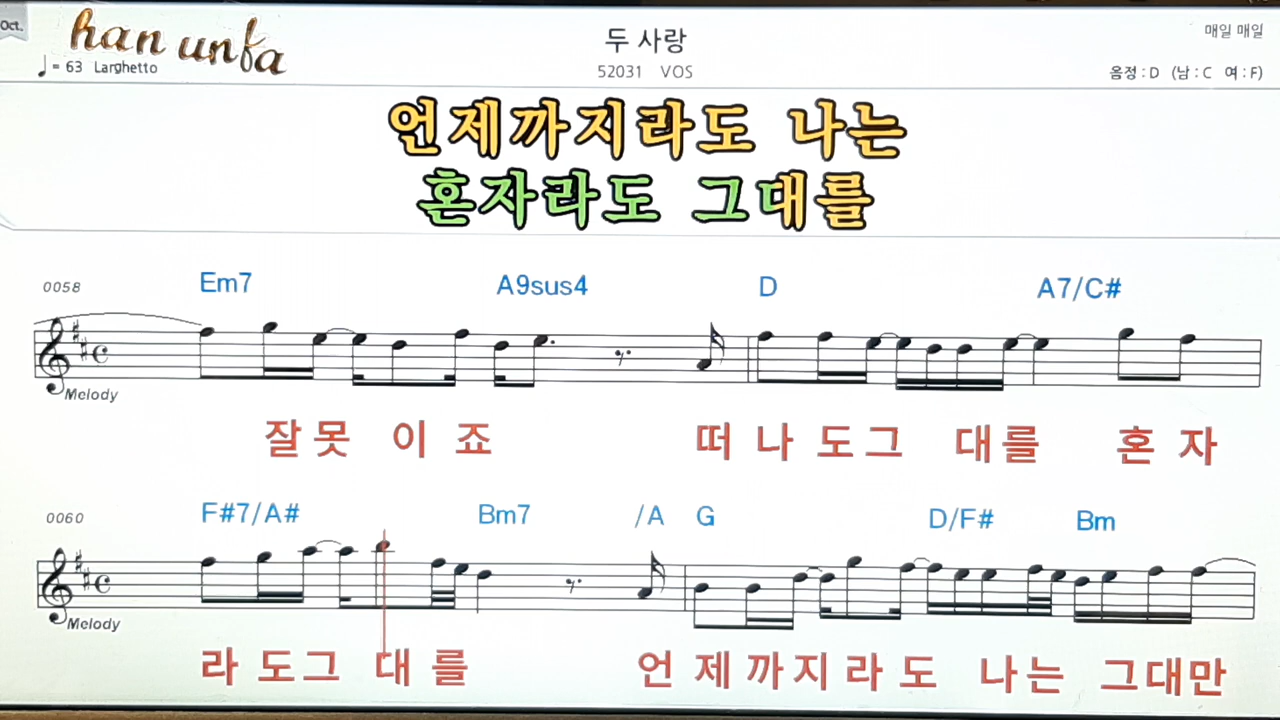 Oct.
han unfa
♩= 63 Larghetto
두 사랑
52031 VOS
매일 매일
음정 : D (남 : C 여 : F)
언제까지라도 나는
혼자라도 그대를
0058
Em7 A9sus4 D A7/C#
Melody
잘못 이 죠 떠 나 도그 대를 혼 자
0060
F#7/A# Bm7 /A G D/F# Bm
Melody
라 도그 대 를 언 제 까지 라 도 나는 그대만